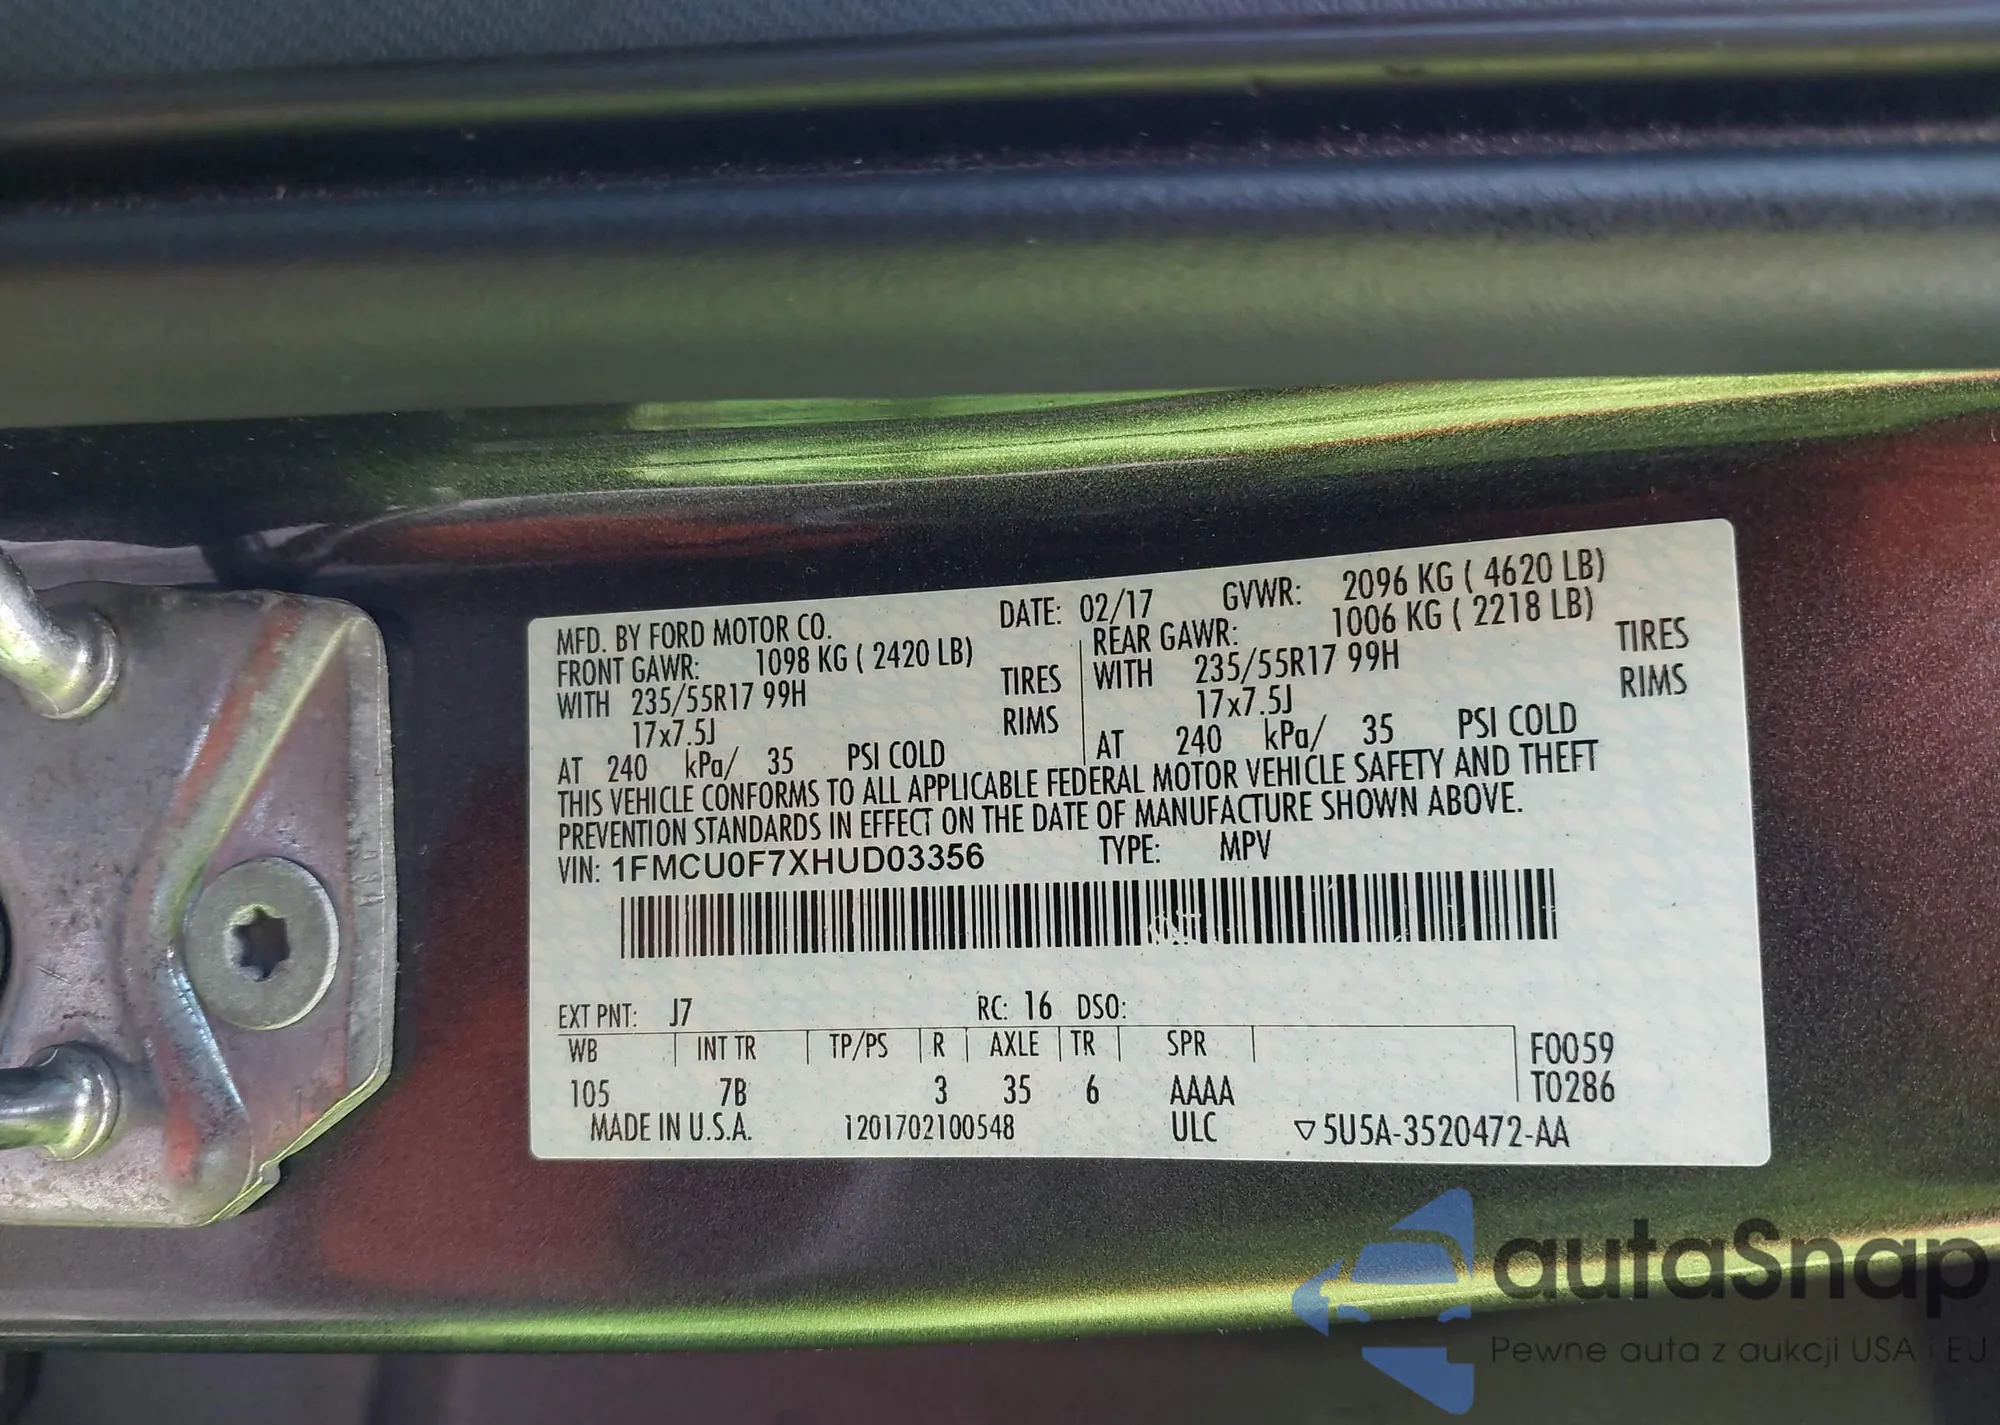 MFD. BY FORD MOTOR CO. DATE: 02/17 GVWR: 2096 KG ( 4620 LB)
FRONT GAWR: 1098 KG ( 2420 LB) REAR GAWR: 1006 KG ( 2218 LB)
WITH 235/55R17 99H TIRES WITH 235/55R17 99H TIRES
17x7.5J RIMS 17x7.5J RIMS
AT 240 kPa/ 35 PSI COLD AT 240 kPa/ 35 PSI COLD
THIS VEHICLE CONFORMS TO ALL APPLICABLE FEDERAL MOTOR VEHICLE SAFETY AND THEFT
PREVENTION STANDARDS IN EFFECT ON THE DATE OF MANUFACTURE SHOWN ABOVE.
VIN: 1FMCU0F7XHUD03356 TYPE: MPV
EXT PNT: J7 RC: 16 DSO:
WB INT TR TP/PS R AXLE TR SPR F0059
105 7B 3 35 6 AAAA T0286
MADE IN U.S.A. 1201702100548 ULC ▽5U5A-3520472-AA
autaSnap
Pewne auta z aukcji USA i EU